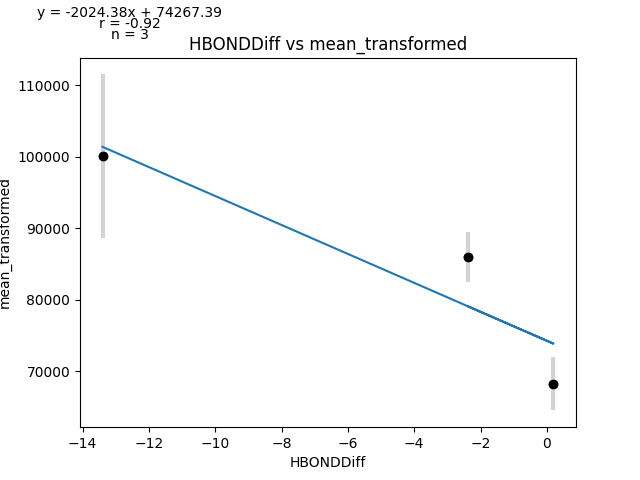 y = -2024.38x + 74267.39
r = -0.92
n = 3
HBONDDiff vs mean_transformed
110000
100000
90000
80000
70000
mean_transformed
−14 −12 −10 −8 −6 −4 −2 0
HBONDDiff